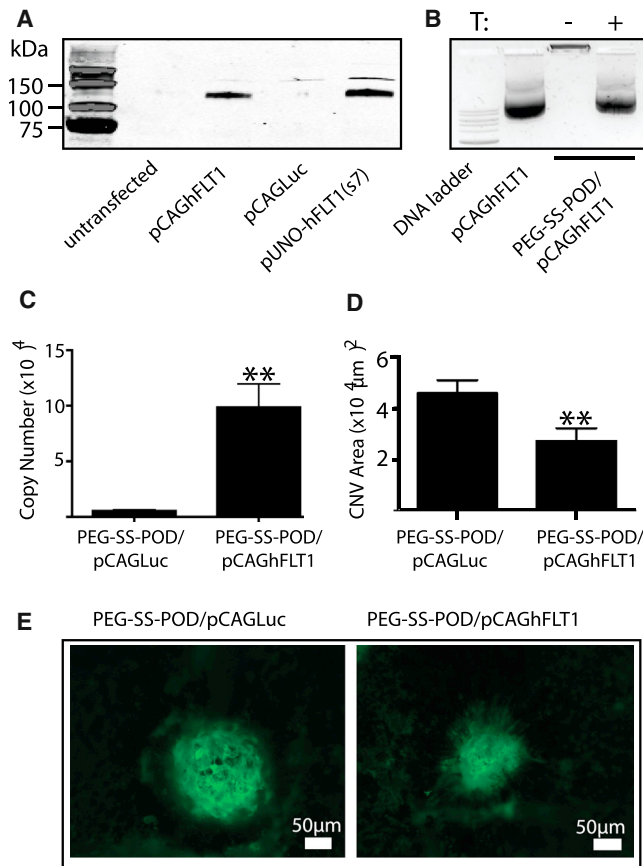 A
kDa
150
100
75
untransfected
pCAGhFLT1
pCAGLuc
pUNO-hFLT1(s7)
B
T: - +
DNA ladder
pCAGhFLT1
PEG-SS-POD/
pCAGhFLT1
C
Copy Number (x10 4)
15
10
5
**
PEG-SS-POD/
pCAGLuc
PEG-SS-POD/
pCAGhFLT1
D
CNV Area (x10 4μm )2
6
4
2
**
PEG-SS-POD/
pCAGLuc
PEG-SS-POD/
pCAGhFLT1
E
PEG-SS-POD/pCAGLuc
PEG-SS-POD/pCAGhFLT1
50μm
50μm